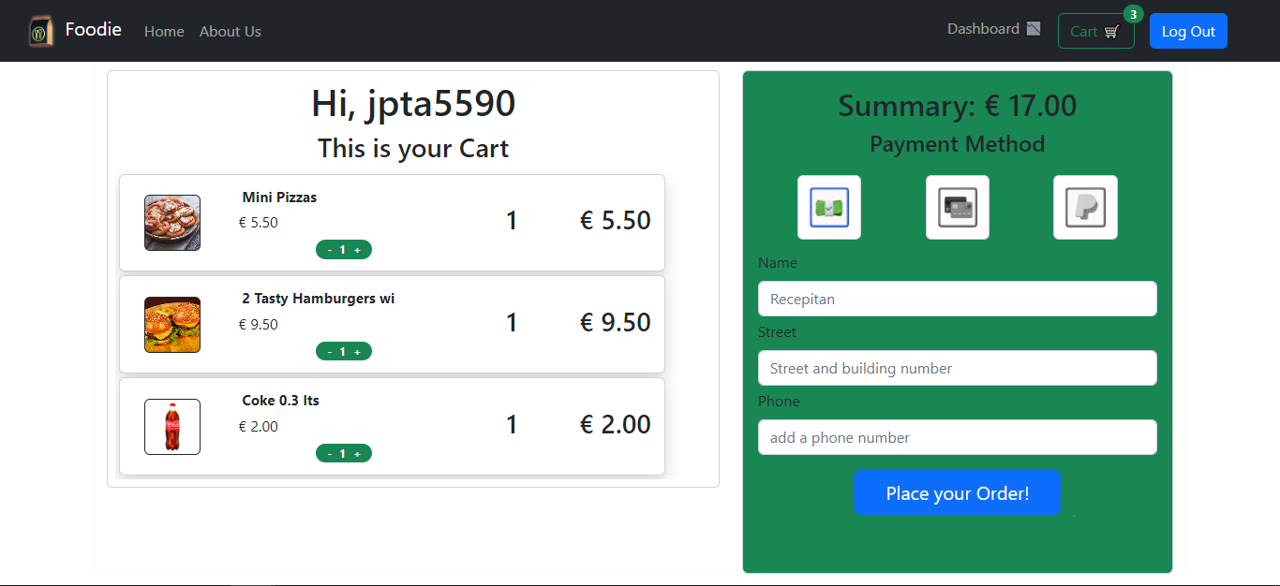 Foodie Home About Us Dashboard Cart 3 Log Out
Hi, jpta5590
This is your Cart
Mini Pizzas
€ 5.50
- 1 +
1
€ 5.50
2 Tasty Hamburgers wi
€ 9.50
- 1 +
1
€ 9.50
Coke 0.3 lts
€ 2.00
- 1 +
1
€ 2.00
Summary: € 17.00
Payment Method
Name
Recepitan
Street
Street and building number
Phone
add a phone number
Place your Order!